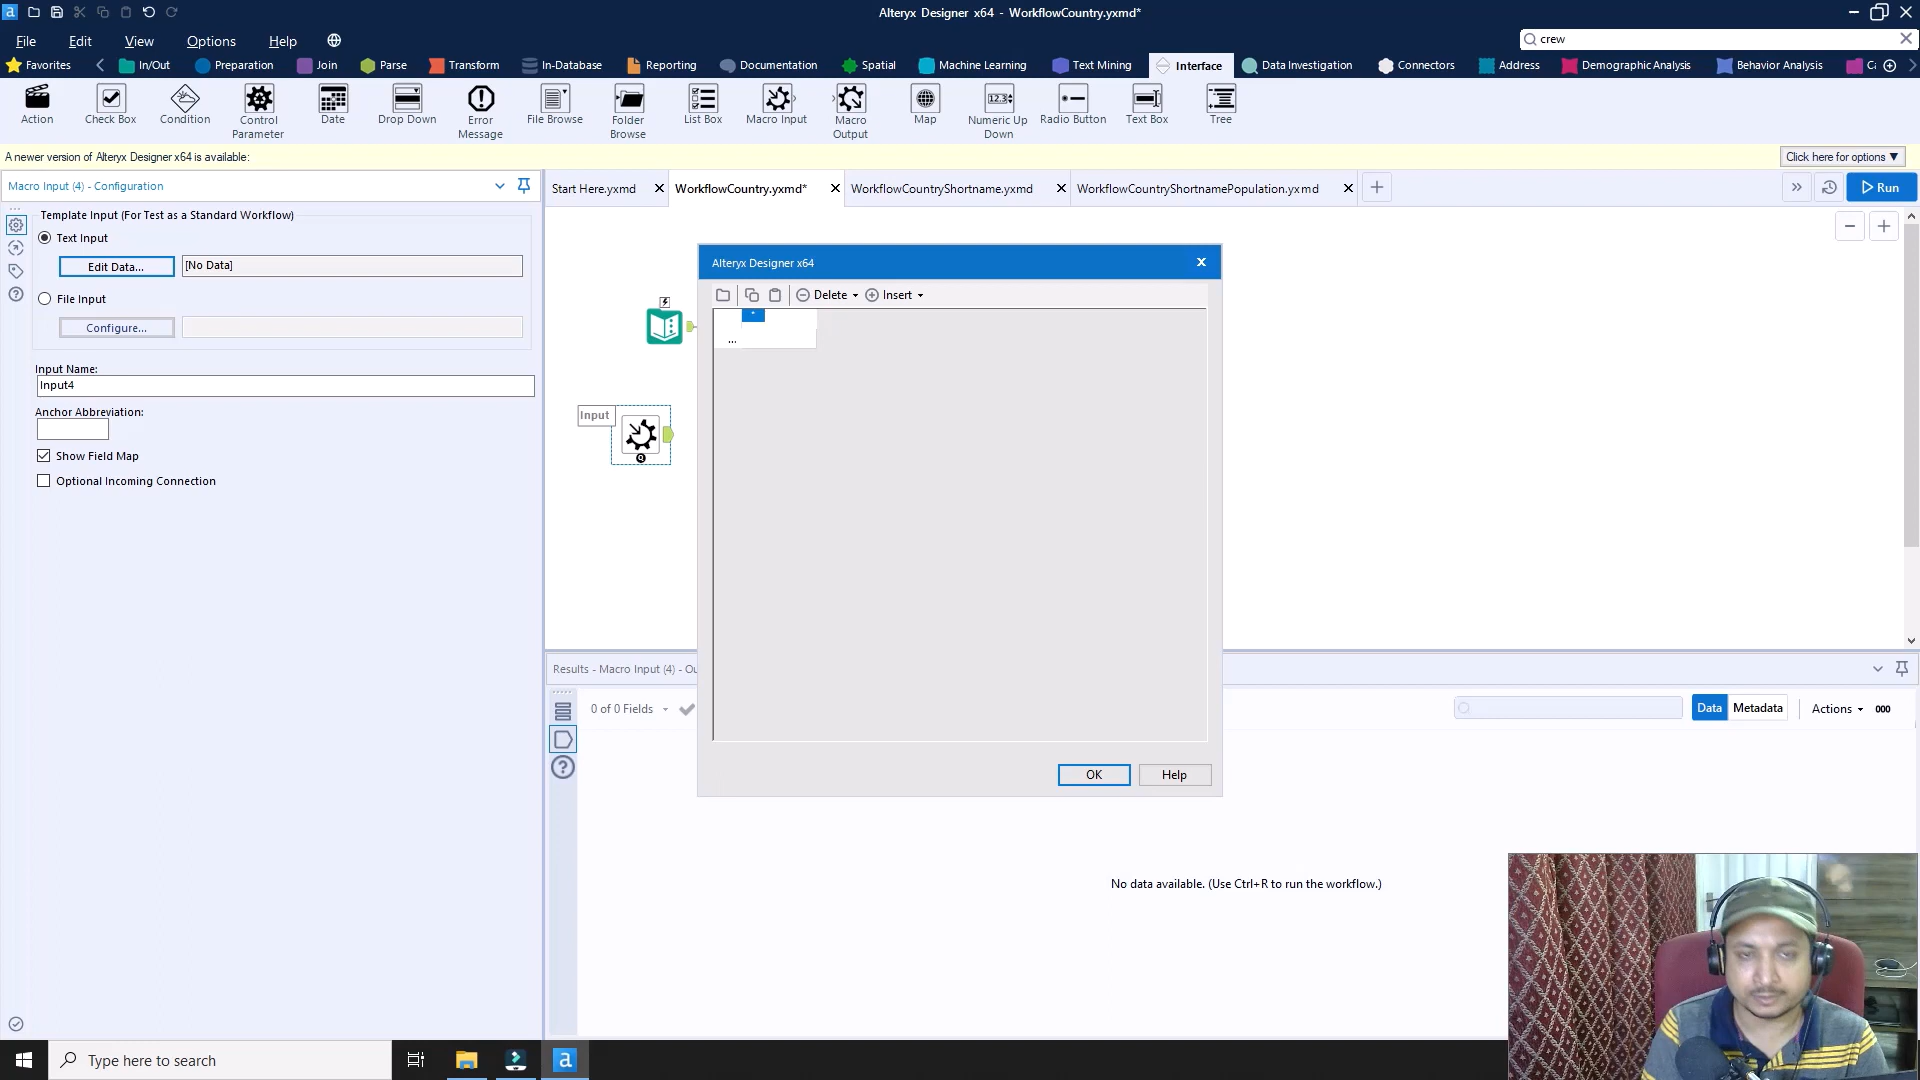 Alteryx Designer x64 - WorkflowCountry.yxmd*
File Edit View Options Help
crew
Favorites In/Out Preparation Join Parse Transform In-Database Reporting Documentation Spatial Machine Learning Text Mining Interface Data Investigation Connectors Address Demographic Analysis Behavior Analysis
Action Check Box Condition Control Parameter Date Drop Down Error Message File Browse Folder Browse List Box Macro Input Macro Output Map Numeric Up Down Radio Button Text Box Tree
A newer version of Alteryx Designer x64 is available:
Click here for options ▼
Macro Input (4) - Configuration
Start Here.yxmd WorkflowCountry.yxmd* WorkflowCountryShortname.yxmd WorkflowCountryShortnamePopulation.yxmd
Run
Template Input (For Test as a Standard Workflow)
Text Input
Edit Data... [No Data]
File Input
Configure...
Input Name:
Input4
Anchor Abbreviation:
Show Field Map
Optional Incoming Connection
Input
Alteryx Designer x64
Delete Insert
...
OK Help
Results - Macro Input (4) - Ou
0 of 0 Fields
Data Metadata Actions 000
No data available. (Use Ctrl+R to run the workflow.)
Type here to search